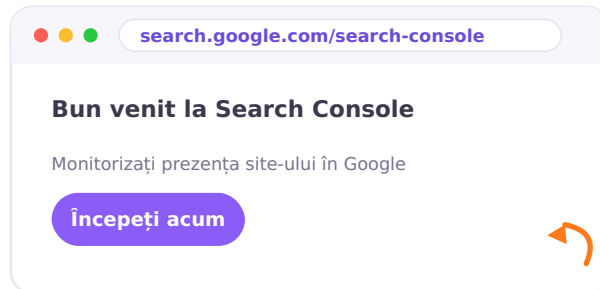 search.google.com/search-console
Bun venit la Search Console
Monitorizați prezența site-ului în Google
Începeți acum